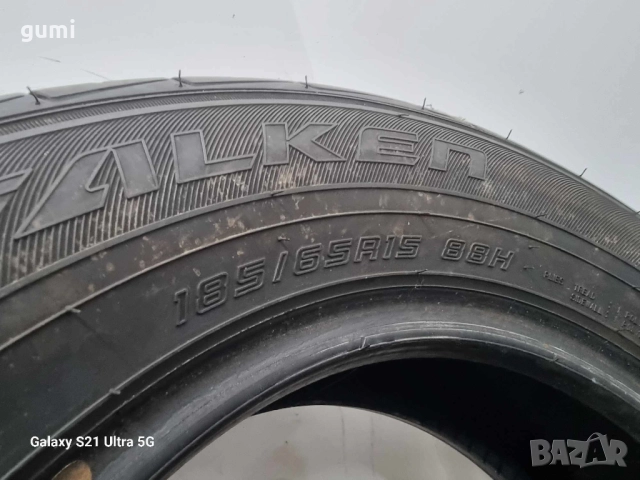 gumi
FALKEN
185/65R15 88H
Galaxy S21 Ultra 5G
BAZAR